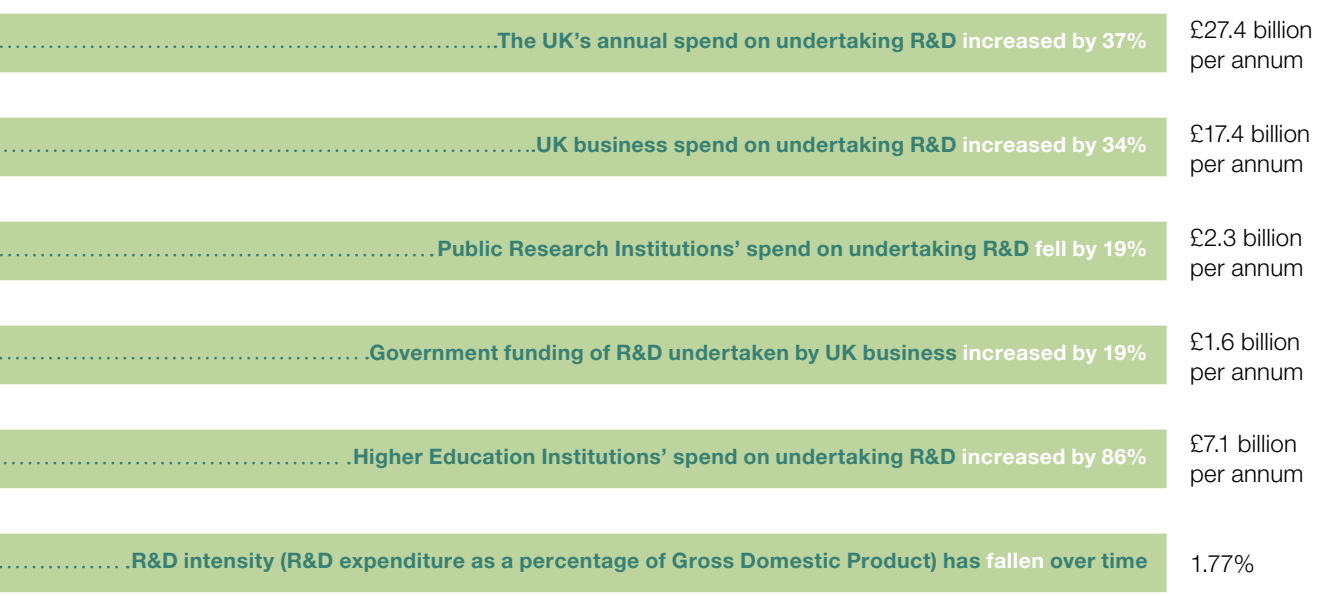 The UK's annual spend on undertaking R&D increased by 37%
£27.4 billion
per annum
UK business spend on undertaking R&D increased by 34%
£17.4 billion
per annum
Public Research Institutions' spend on undertaking R&D fell by 19%
£2.3 billion
per annum
Government funding of R&D undertaken by UK business increased by 19%
£1.6 billion
per annum
Higher Education Institutions' spend on undertaking R&D increased by 86%
£7.1 billion
per annum
R&D intensity (R&D expenditure as a percentage of Gross Domestic Product) has fallen over time
1.77%